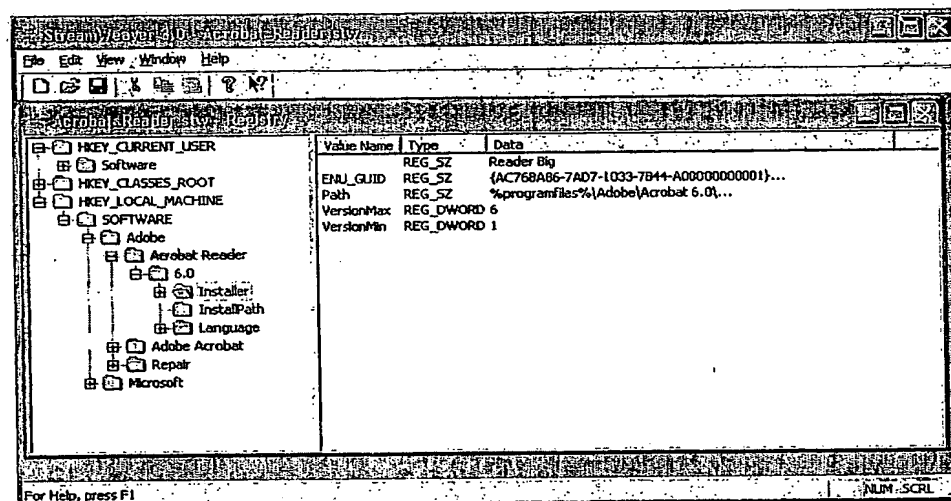 StreamWeaver 4.0 - Acrobat Reader.stw
File Edit View Window Help
Acrobat Reader.stw: Registry
HKEY_CURRENT_USER
Software
HKEY_CLASSES_ROOT
HKEY_LOCAL_MACHINE
SOFTWARE
Adobe
Acrobat Reader
6.0
Installer
InstallPath
Language
Adobe Acrobat
Repair
Microsoft
Value Name Type Data
REG_SZ Reader Big
ENU_GUID REG_SZ {AC76BA86-7AD7-1033-7B44-A00000000001}...
Path REG_SZ %programfiles%\Adobe\Acrobat 6.0\...
VersionMax REG_DWORD 6
VersionMin REG_DWORD 1
For Help, press F1
NUM SCRL